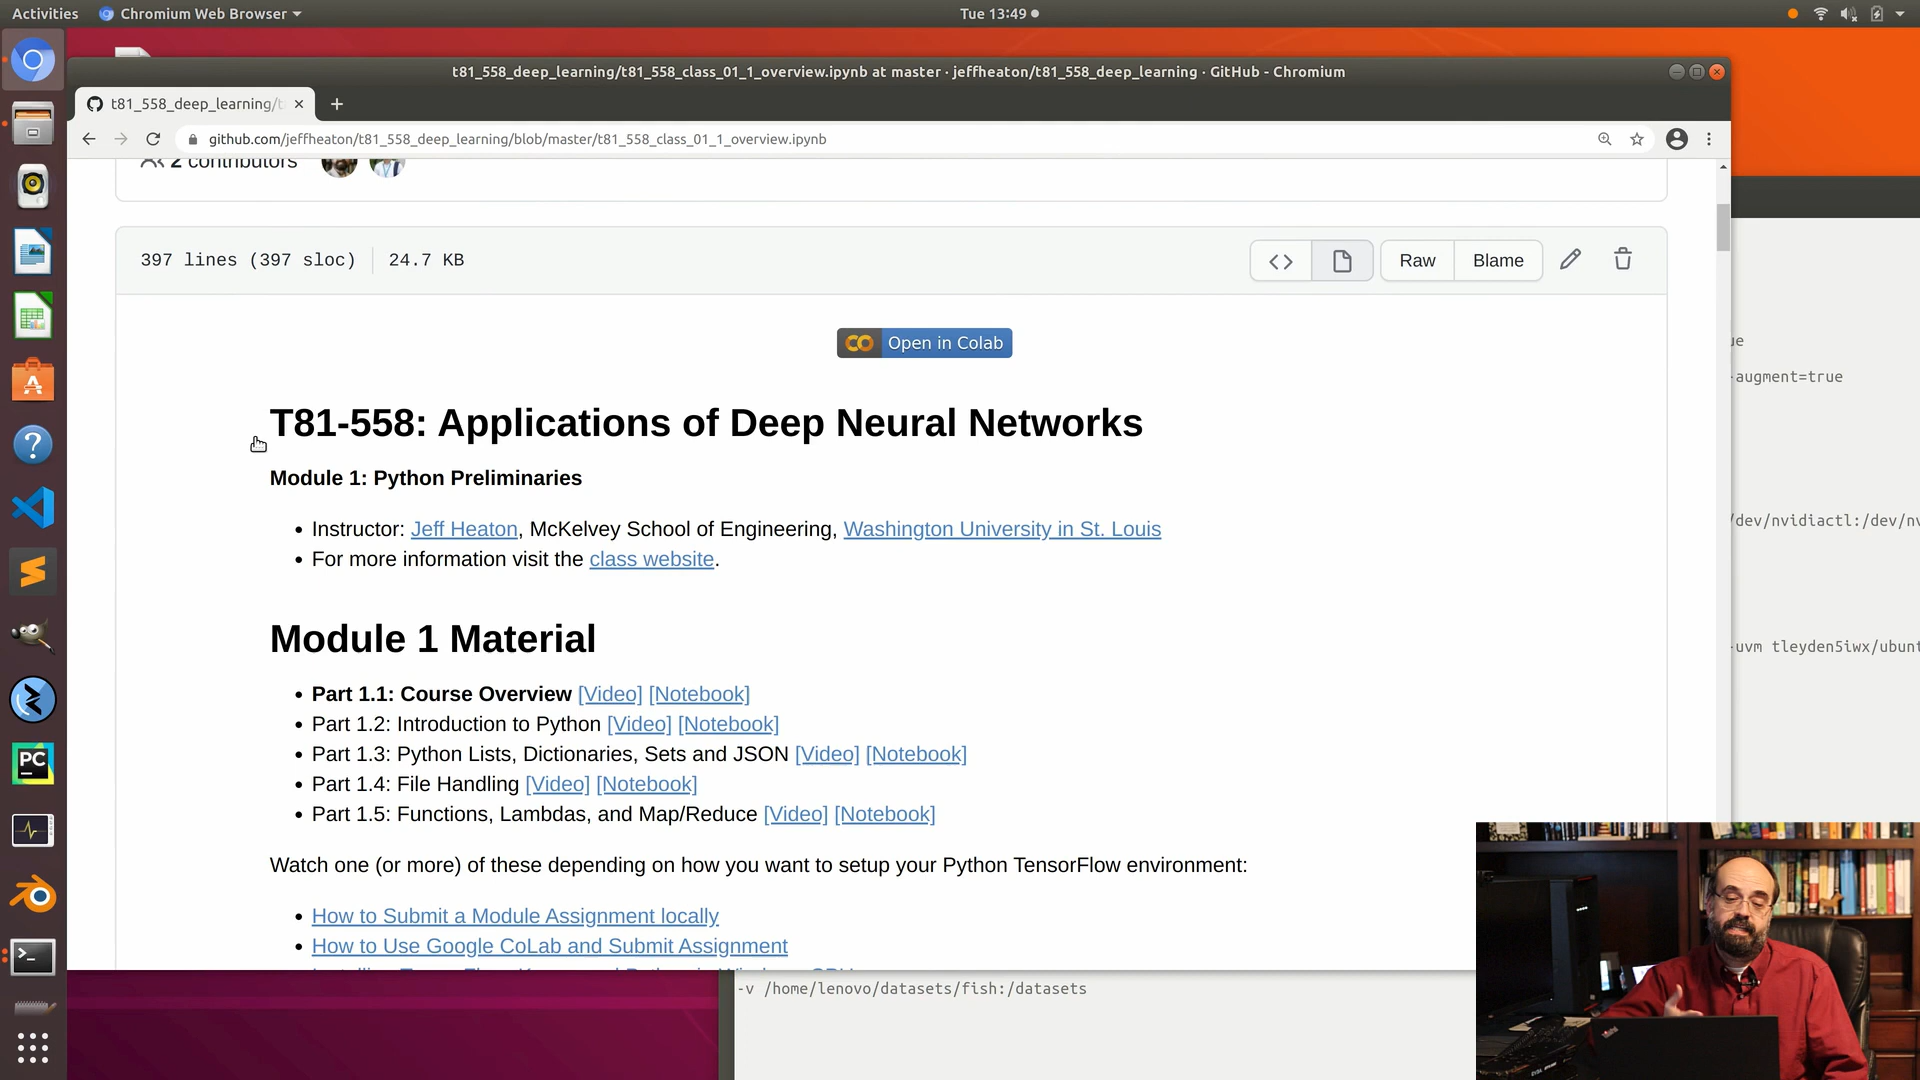 Activities
Chromium Web Browser
Tue 13:49
t81_558_deep_learning/t81_558_class_01_1_overview.ipynb at master · jeffheaton/t81_558_deep_learning · GitHub - Chromium
t81_558_deep_learning/t
github.com/jeffheaton/t81_558_deep_learning/blob/master/t81_558_class_01_1_overview.ipynb
2 contributors
397 lines (397 sloc)
24.7 KB
Raw
Blame
Open in Colab
-augment=true
T81-558: Applications of Deep Neural Networks
Module 1: Python Preliminaries
Instructor: Jeff Heaton, McKelvey School of Engineering, Washington University in St. Louis
/dev/nvidiactl:/dev/nv
For more information visit the class website.
Module 1 Material
-uvm tleyden5iwx/ubunt
Part 1.1: Course Overview [Video] [Notebook]
Part 1.2: Introduction to Python [Video] [Notebook]
Part 1.3: Python Lists, Dictionaries, Sets and JSON [Video] [Notebook]
Part 1.4: File Handling [Video] [Notebook]
Part 1.5: Functions, Lambdas, and Map/Reduce [Video] [Notebook]
Watch one (or more) of these depending on how you want to setup your Python TensorFlow environment:
How to Submit a Module Assignment locally
How to Use Google CoLab and Submit Assignment
-v /home/lenovo/datasets/fish:/datasets
PC